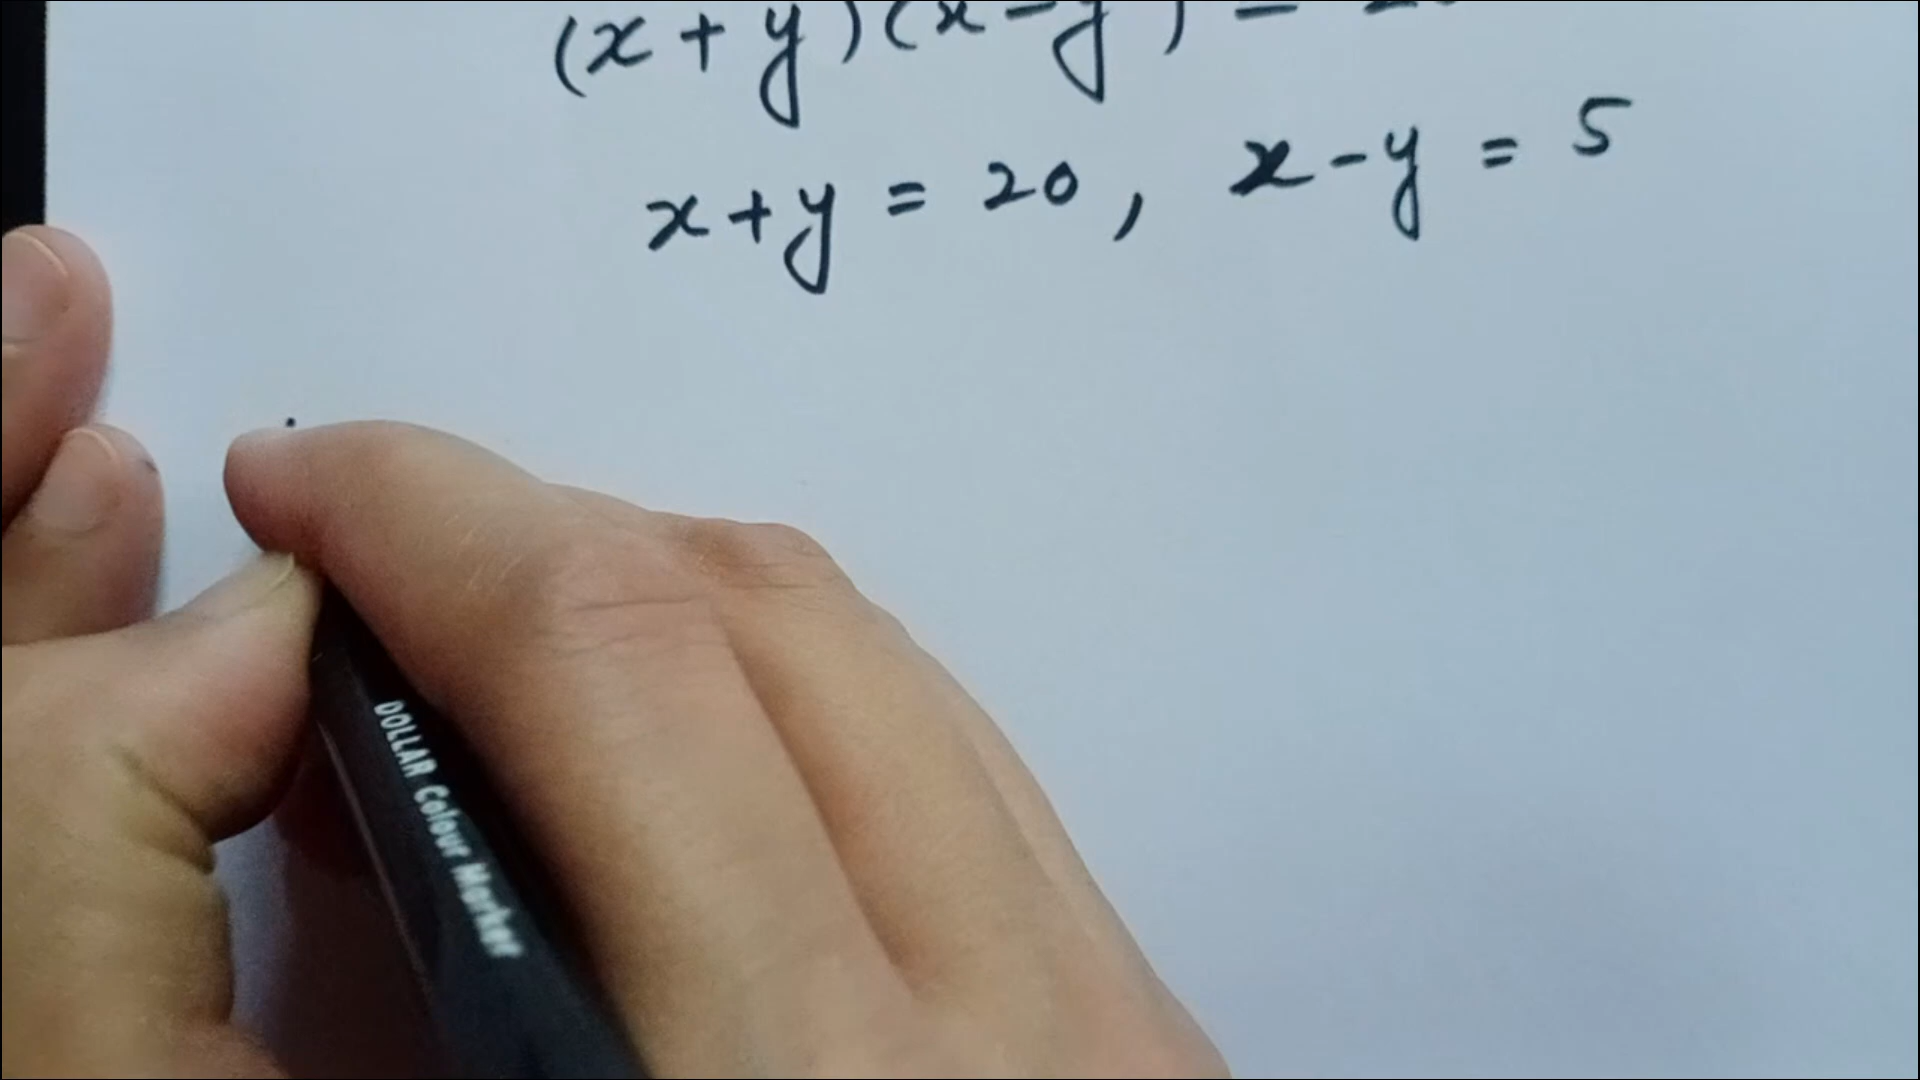 (x+y)(x-y) =
x+y = 20, x-y = 5
DOLLAR Colour Marker